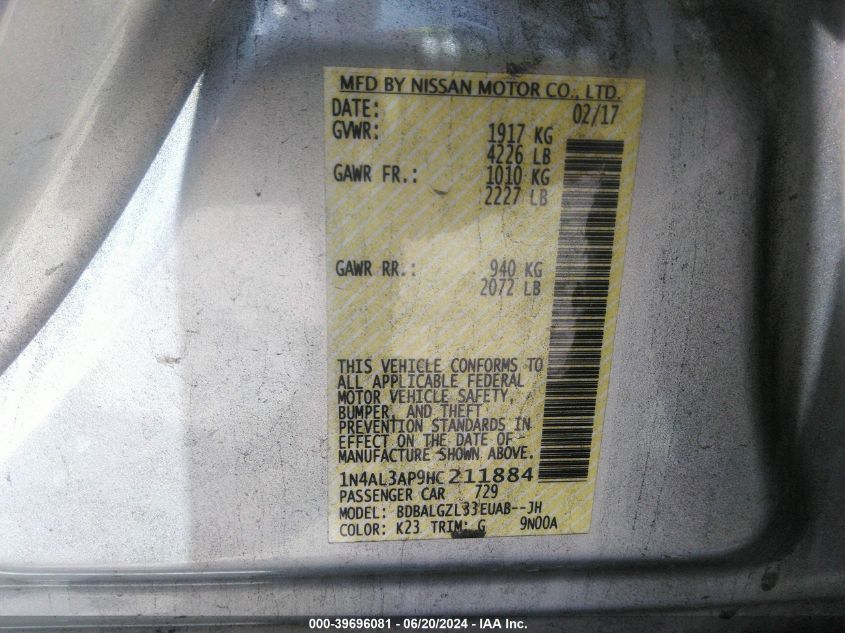 MFD BY NISSAN MOTOR CO., LTD.
DATE: 02/17
GVWR: 1917 KG
4226 LB
GAWR FR.: 1010 KG
2227 LB
GAWR RR.: 940 KG
2072 LB
THIS VEHICLE CONFORMS TO
ALL APPLICABLE FEDERAL
MOTOR VEHICLE SAFETY,
BUMPER, AND THEFT
PREVENTION STANDARDS IN
EFFECT ON THE DATE OF
MANUFACTURE SHOWN ABOVE.
1N4AL3AP9HC211884
PASSENGER CAR 729
MODEL: BDBALGZL33EUAB--JH
COLOR: K23 TRIM: G 9N00A
000-39696081 - 06/20/2024 - IAA Inc.